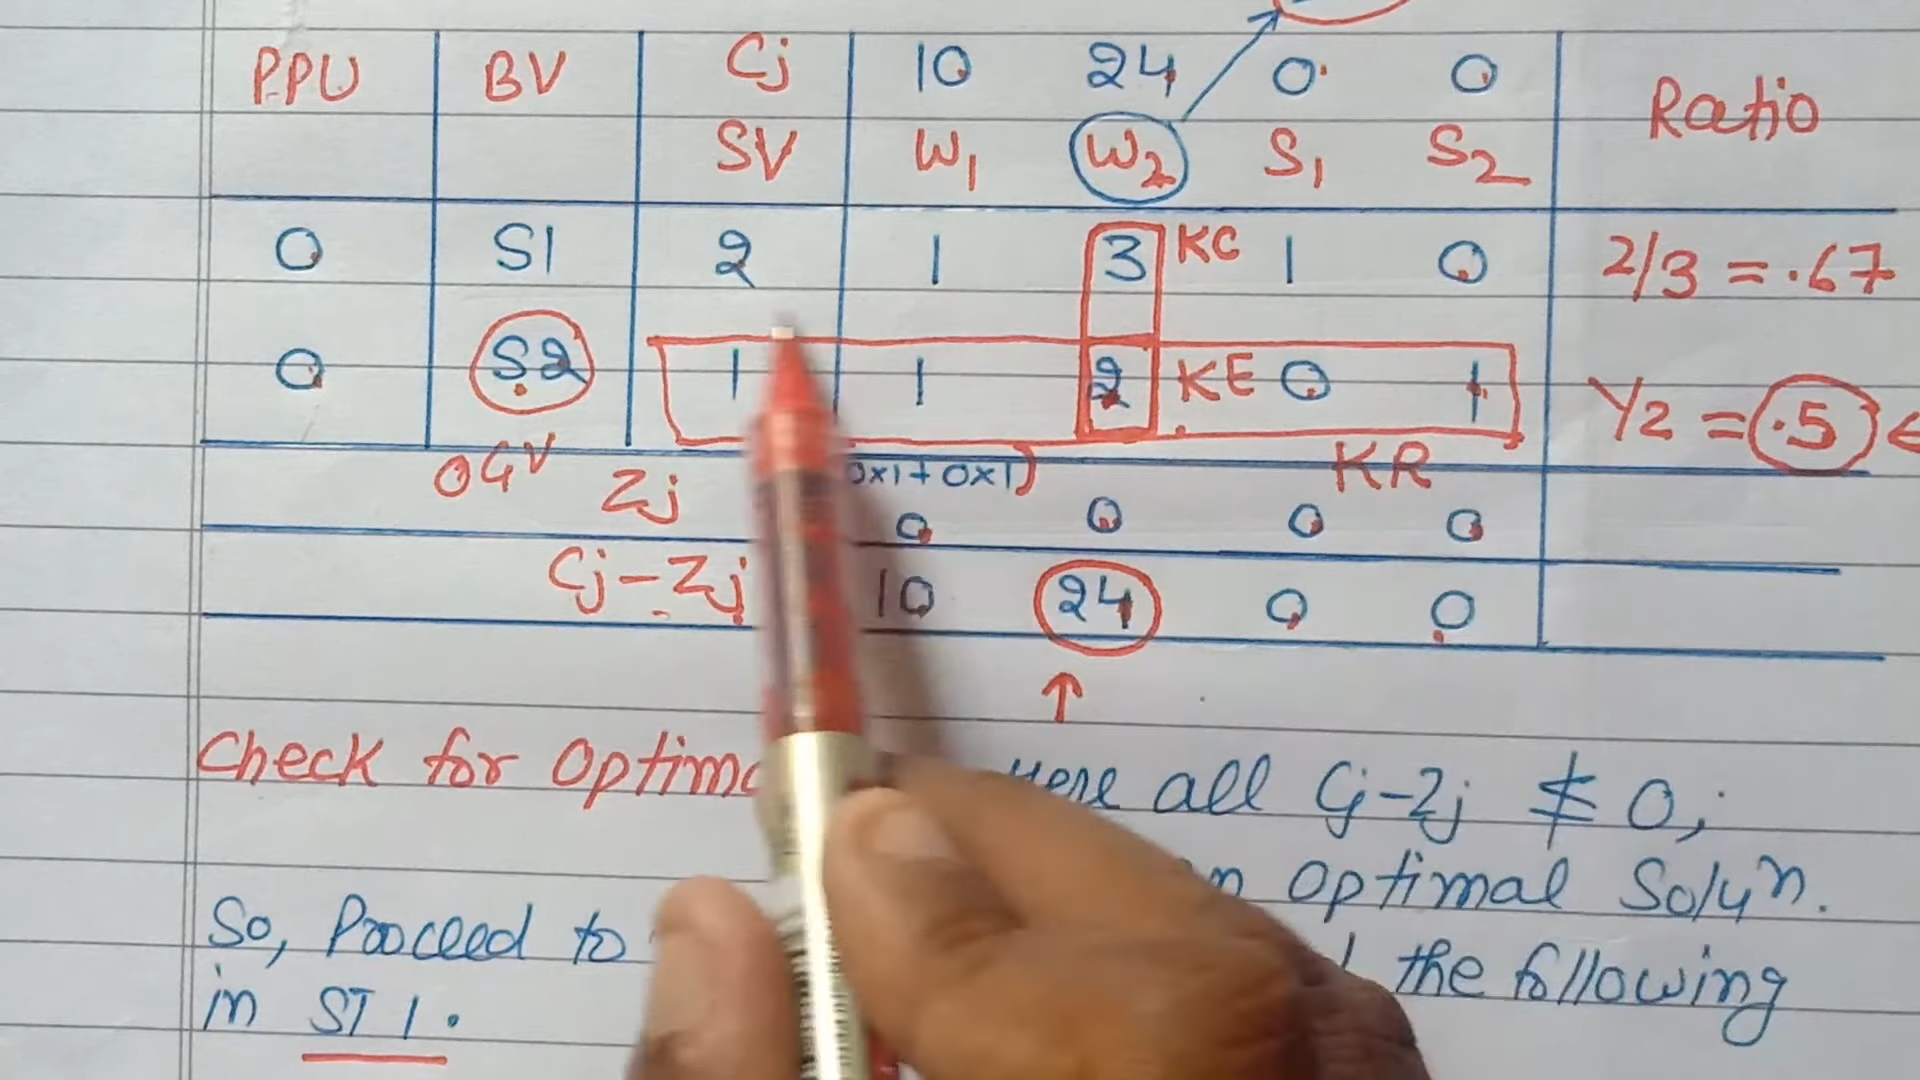 PPU BV Cj 10 24 0 0 Ratio
SV W1 W2 S1 S2
0 S1 2 1 3 KC 1 0 2/3 = .67
0 S2 1 1 2 KE 0 1 1/2 = .5
OGV Zj 0x1+0x1) KR
0 0 0 0
Cj-Zj 10 24 0 0
↑
Check for all Cj-Zj ≰ 0;
optimal Solun.
So, Proceed to the following
in ST 1.